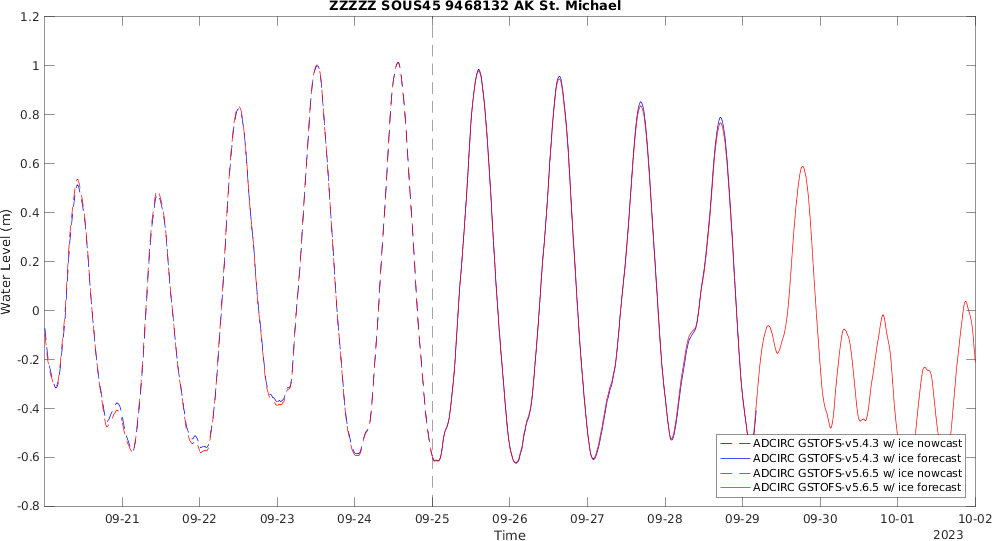 ZZZZZ SOUS45 9468132 AK St. Michael
1.2
1
0.8
0.6
0.4
0.2
0
-0.2
-0.4
-0.6
-0.8
Water Level (m)
09-21 09-22 09-23 09-24 09-25 09-26 09-27 09-28 09-29 09-30 10-01 10-02
Time
2023
ADCIRC GSTOFS-v5.4.3 w/ ice nowcast
ADCIRC GSTOFS-v5.4.3 w/ ice forecast
ADCIRC GSTOFS-v5.6.5 w/ ice nowcast
ADCIRC GSTOFS-v5.6.5 w/ ice forecast